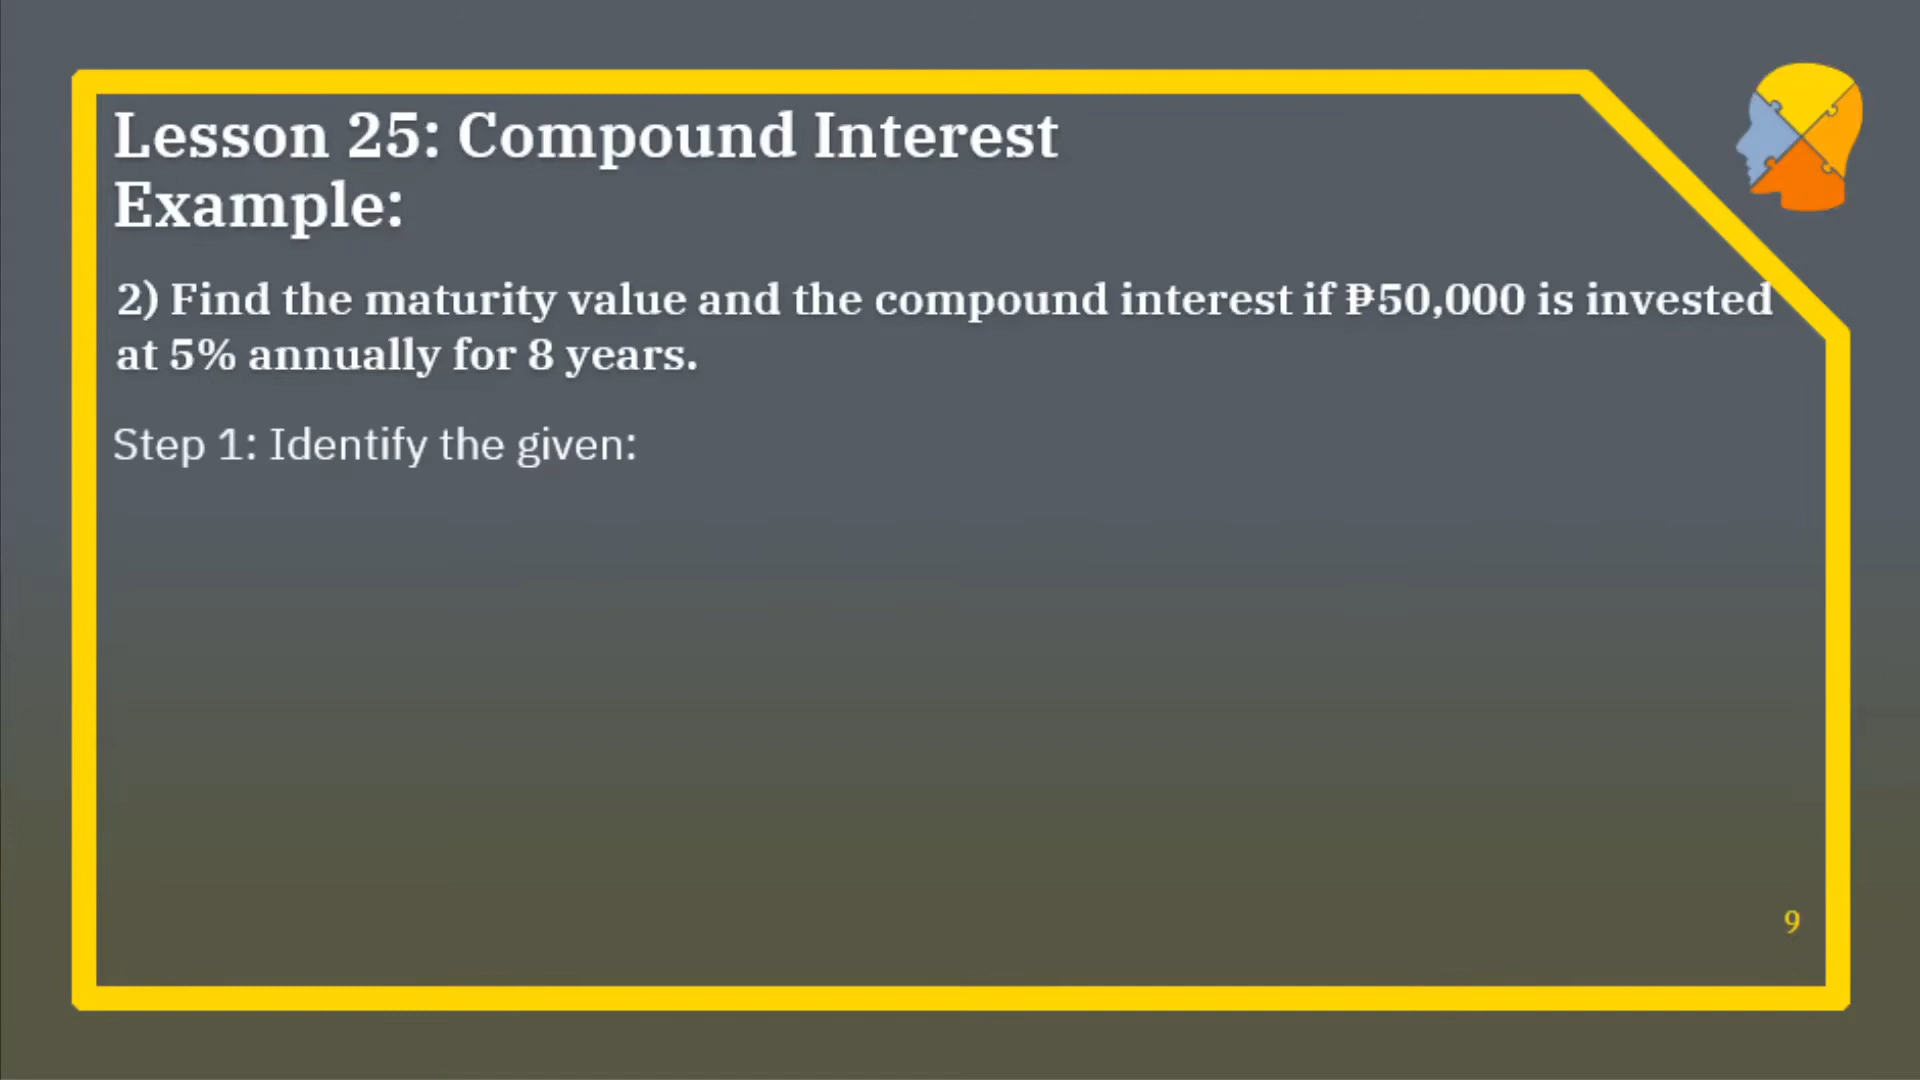 Lesson 25: Compound Interest
Example:
2) Find the maturity value and the compound interest if ₱50,000 is invested
at 5% annually for 8 years.
Step 1: Identify the given:
9